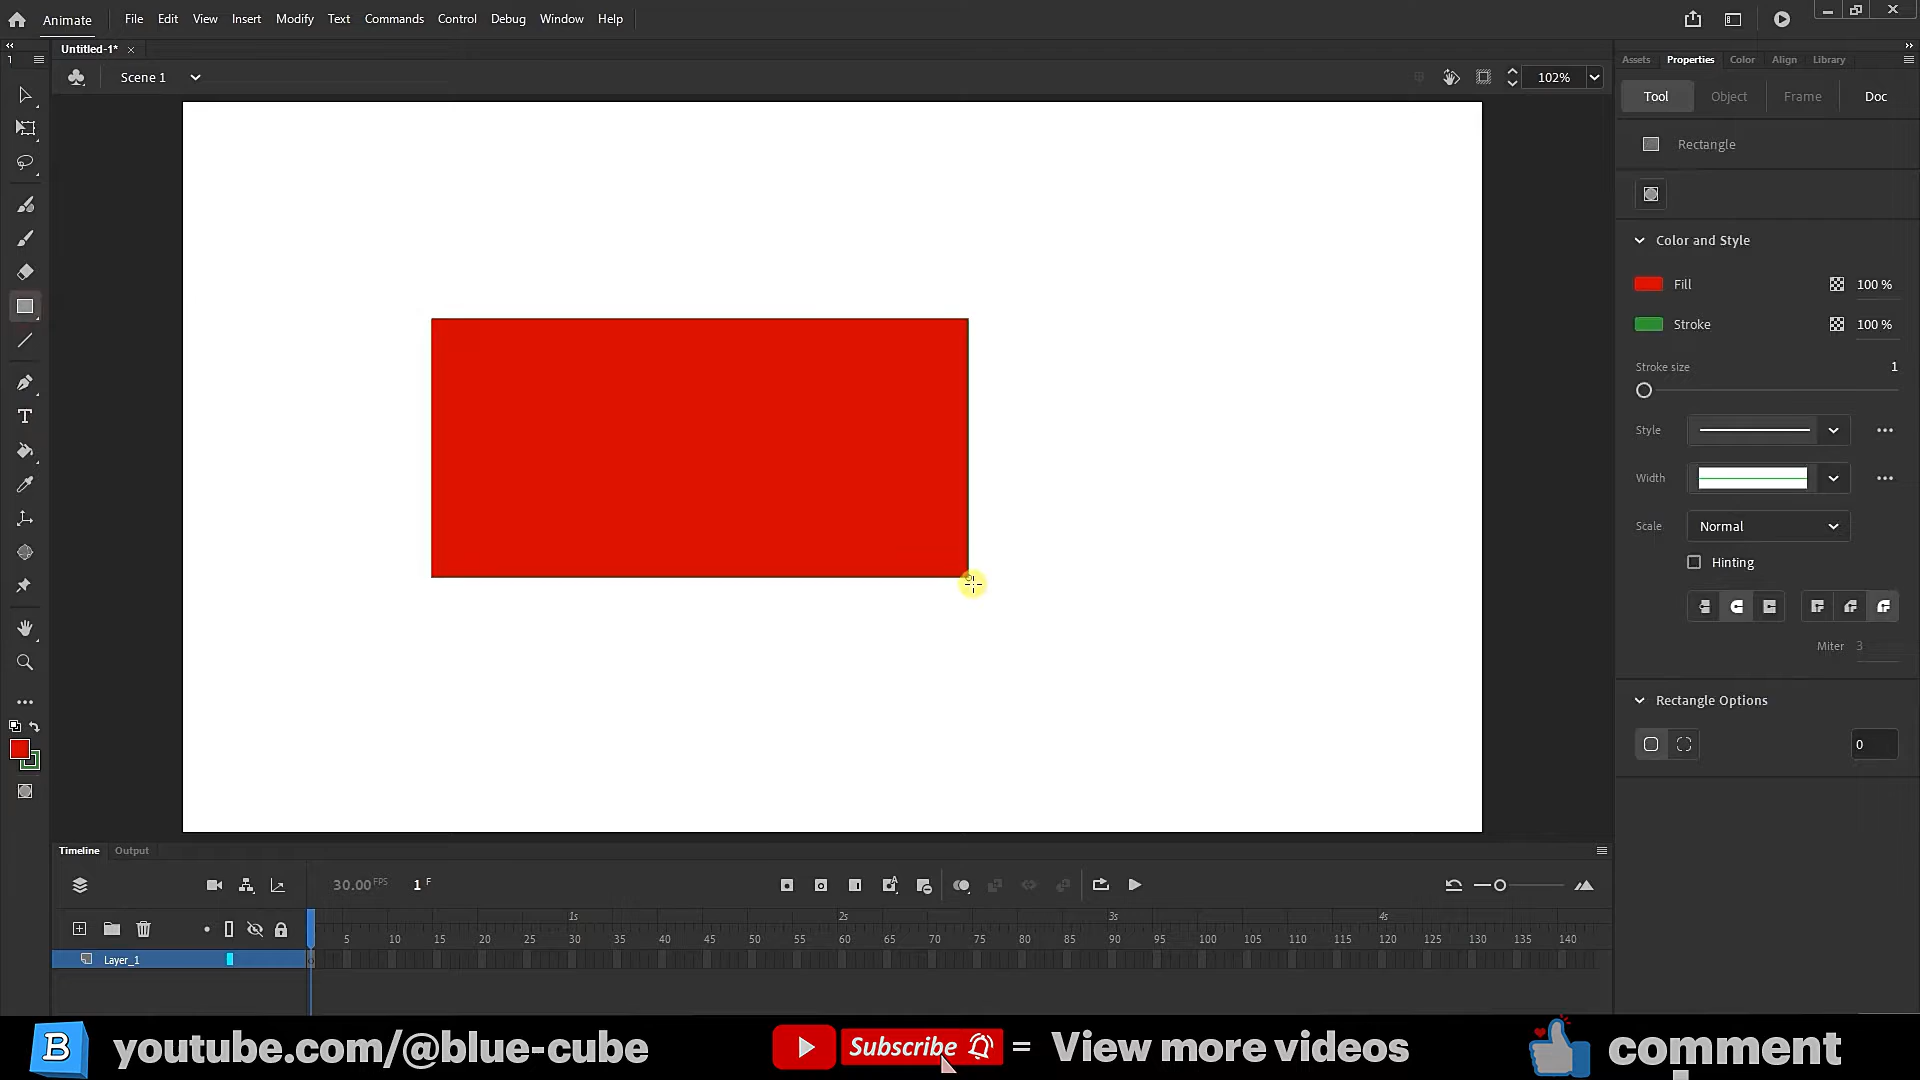 Animate File Edit View Insert Modify Text Commands Control Debug Window Help
Untitled-1*
1
Scene 1
102%
Assets Properties Color Align Library
Tool Object Frame Doc
Rectangle
Color and Style
Fill 100 %
Stroke 100 %
Stroke size 1
Style
Width
Scale Normal
Hinting
Miter 3
Rectangle Options
0
T
Timeline Output
30.00 FPS 1 F
1s 2s 3s 4s
5 10 15 20 25 30 35 40 45 50 55 60 65 70 75 80 85 90 95 100 105 110 115 120 125 130 135 140
Layer_1
B youtube.com/@blue-cube Subscribe = View more videos comment